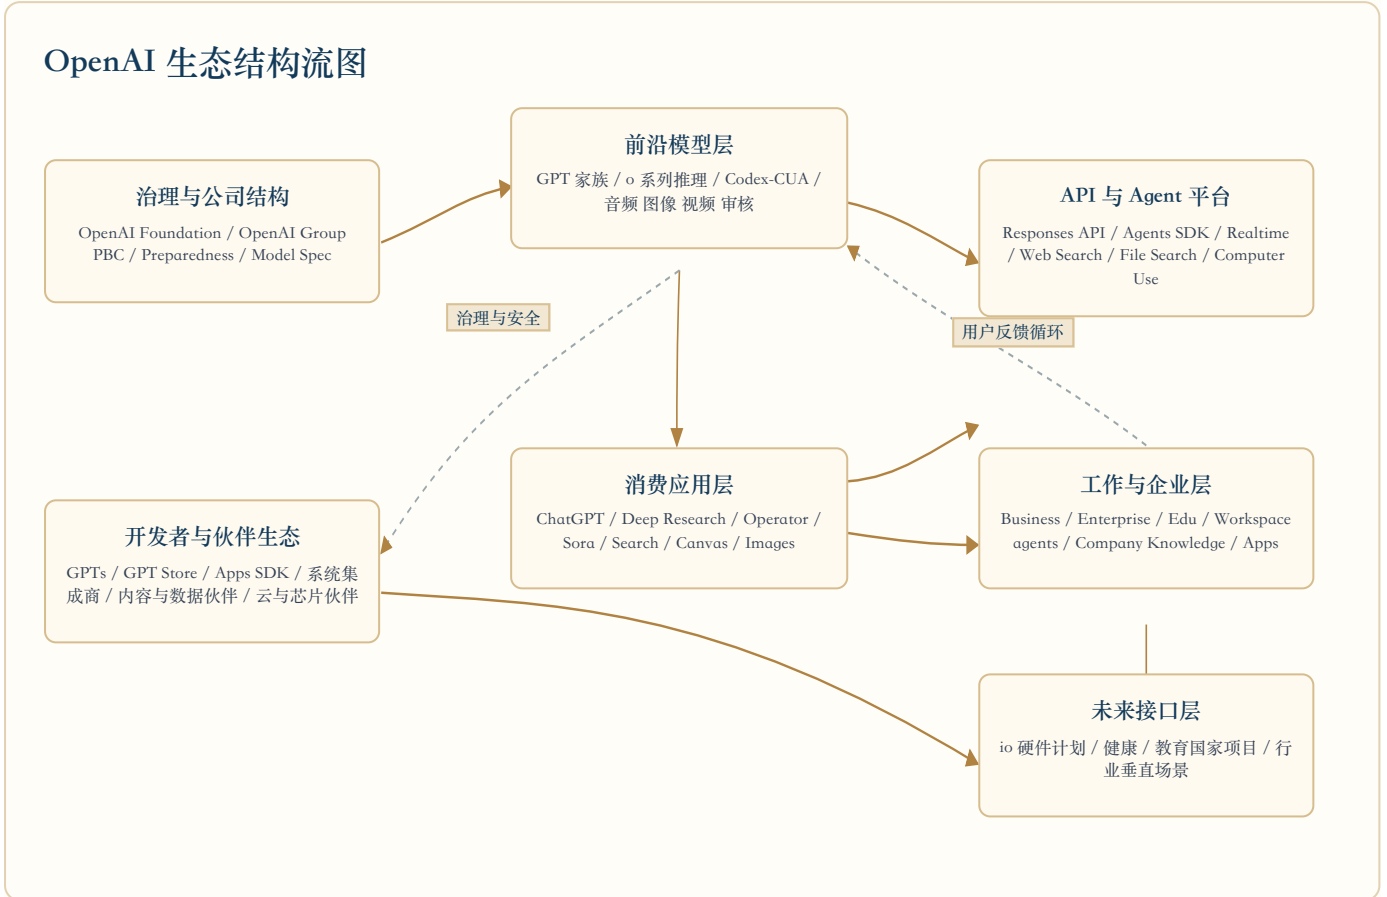 OpenAI 生态结构流图
治理与公司结构
OpenAI Foundation / OpenAI Group
PBC / Preparedness / Model Spec
前沿模型层
GPT 家族 / o 系列推理 / Codex-CUA /
音频 图像 视频 审核
API 与 Agent 平台
Responses API / Agents SDK / Realtime
/ Web Search / File Search / Computer
Use
治理与安全
用户反馈循环
开发者与伙伴生态
GPTs / GPT Store / Apps SDK / 系统集
成商 / 内容与数据伙伴 / 云与芯片伙伴
消费应用层
ChatGPT / Deep Research / Operator /
Sora / Search / Canvas / Images
工作与企业层
Business / Enterprise / Edu / Workspace
agents / Company Knowledge / Apps
未来接口层
io 硬件计划 / 健康 / 教育国家项目 / 行
业垂直场景